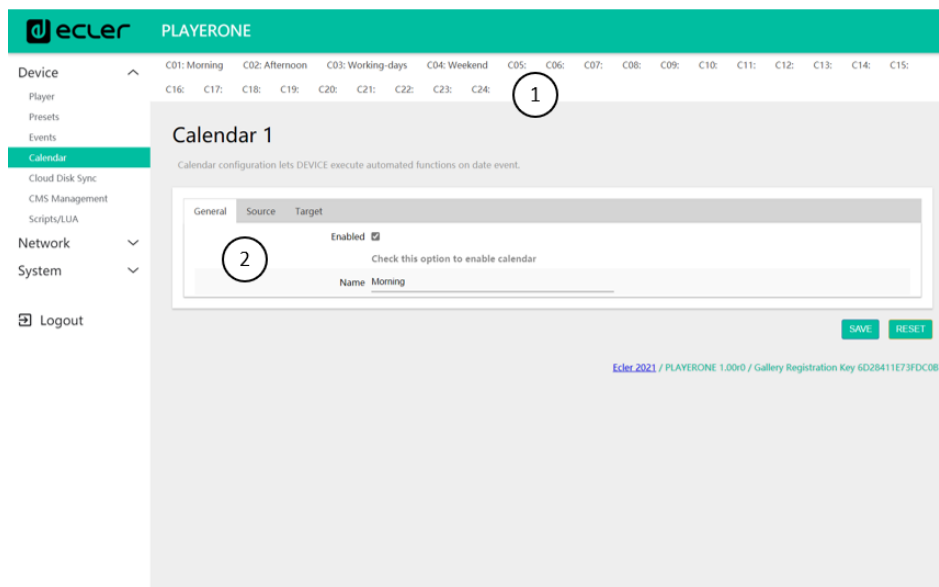 ecler
PLAYERONE
Device
Player
Presets
Events
Calendar
Cloud Disk Sync
CMS Management
Scripts/LUA
Network
System
Logout
C01: Morning C02: Afternoon C03: Working-days C04: Weekend C05: C06: C07: C08: C09: C10: C11: C12: C13: C14: C15:
C16: C17: C18: C19: C20: C21: C22: C23: C24:
1
Calendar 1
Calendar configuration lets DEVICE execute automated functions on date event.
General Source Target
2
Enabled
Check this option to enable calendar
Name Morning
SAVE RESET
Ecler 2021 / PLAYERONE 1.00r0 / Gallery Registration Key 6D28411E73FDC0B